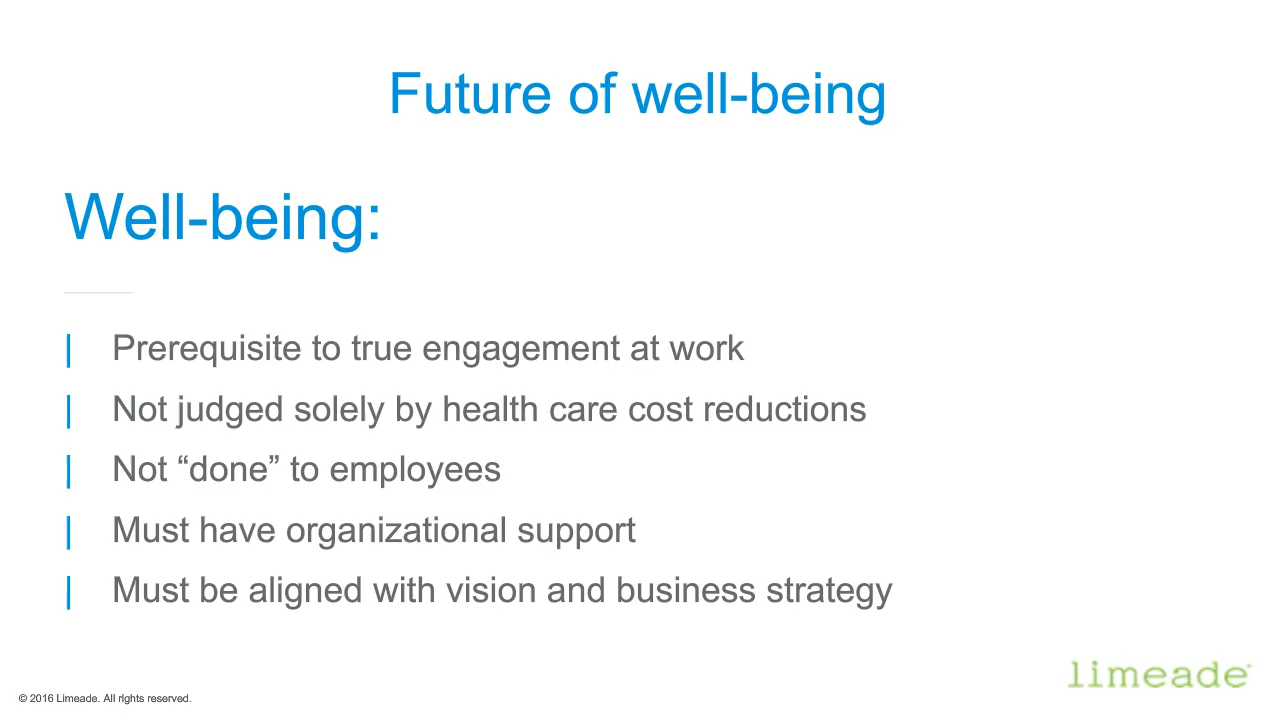 Future of well-being
Well-being:
| Prerequisite to true engagement at work
| Not judged solely by health care cost reductions
| Not “done” to employees
| Must have organizational support
| Must be aligned with vision and business strategy
limeade®
© 2016 Limeade. All rights reserved.